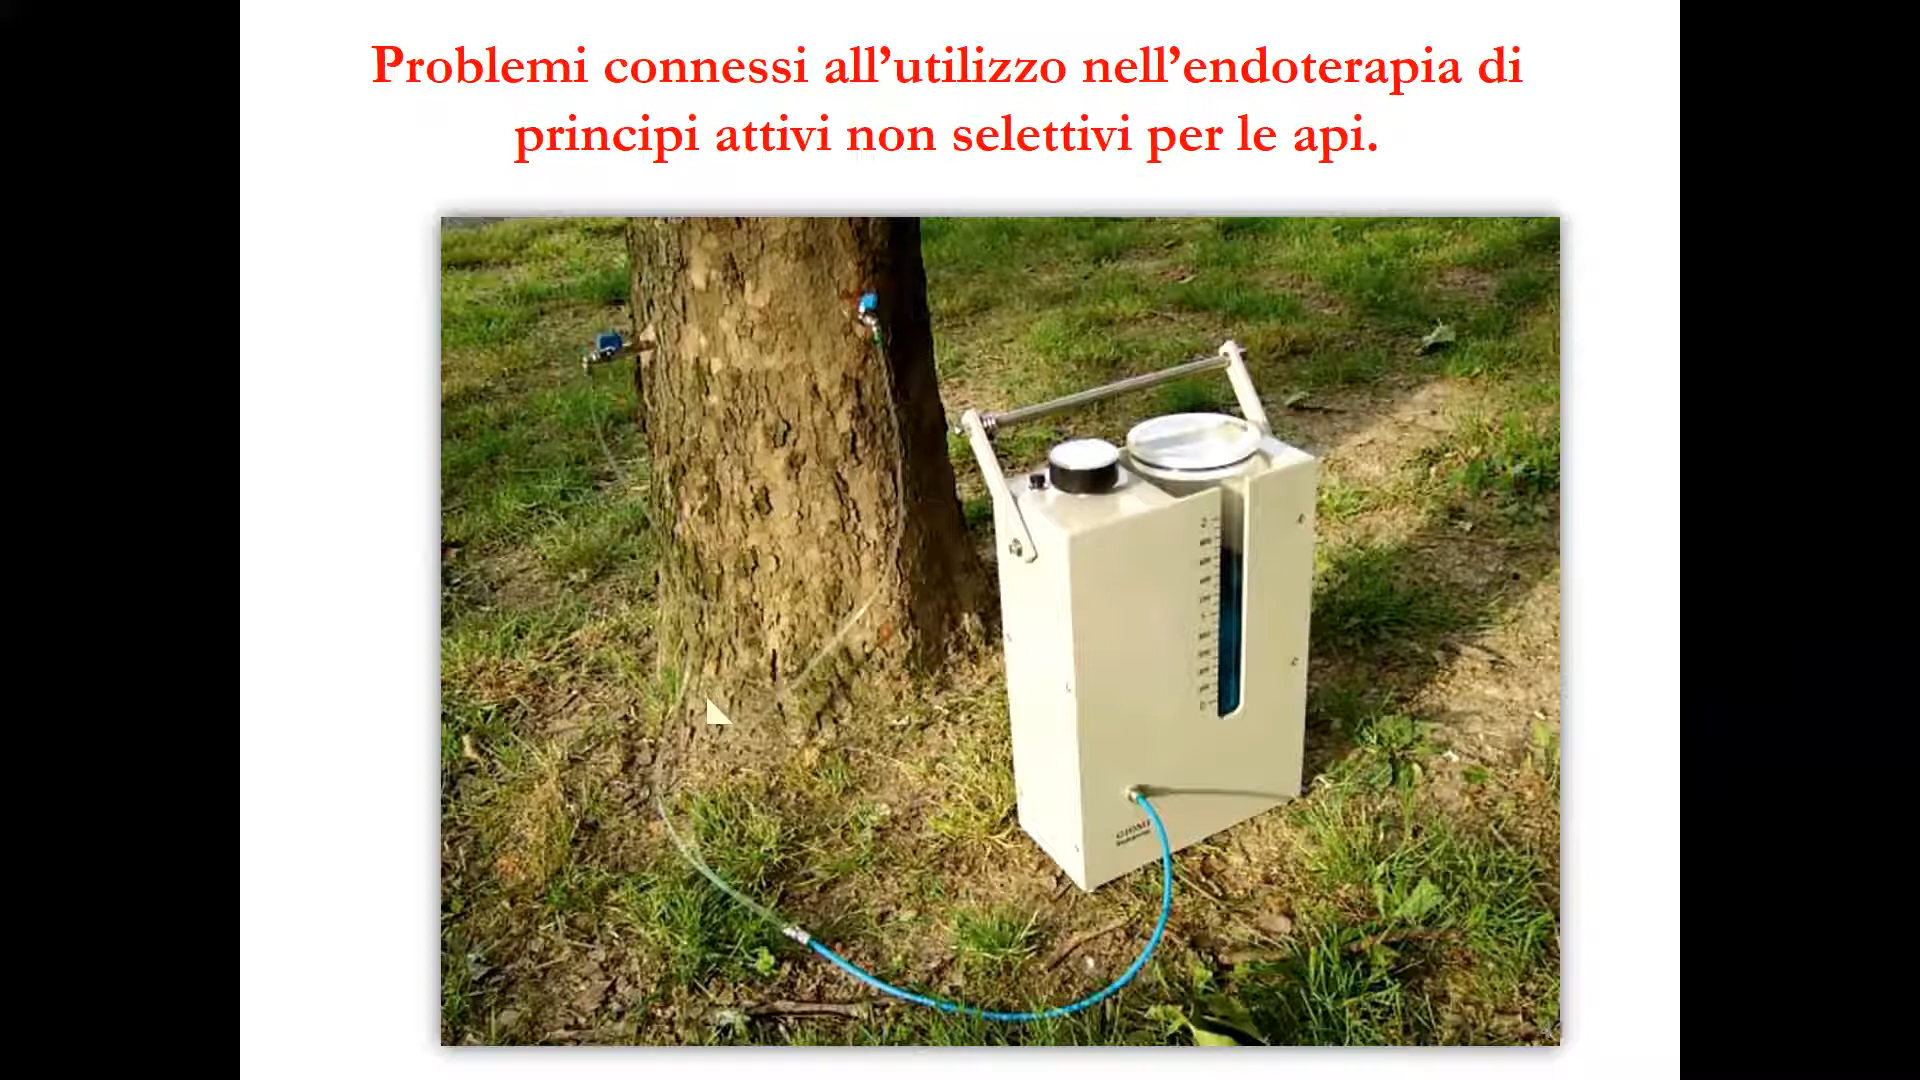 Problemi connessi all’utilizzo nell’endoterapia di
principi attivi non selettivi per le api.